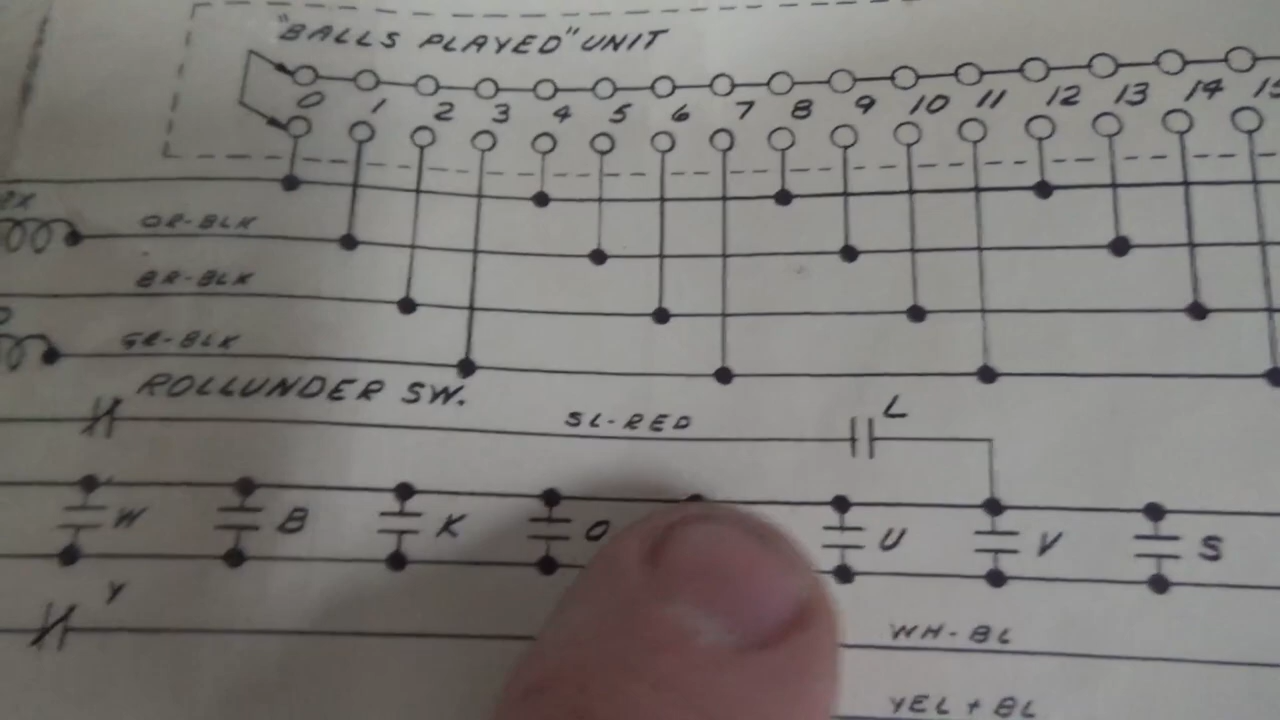 "BALLS PLAYED" UNIT
0 1 2 3 4 5 6 7 8 9 10 11 12 13 14 15
OR-BLK
BR-BLK
GR-BLK
ROLLUNDER SW.
SL-RED
L
W B K O U V S
Y
WH-BL
YEL + BL